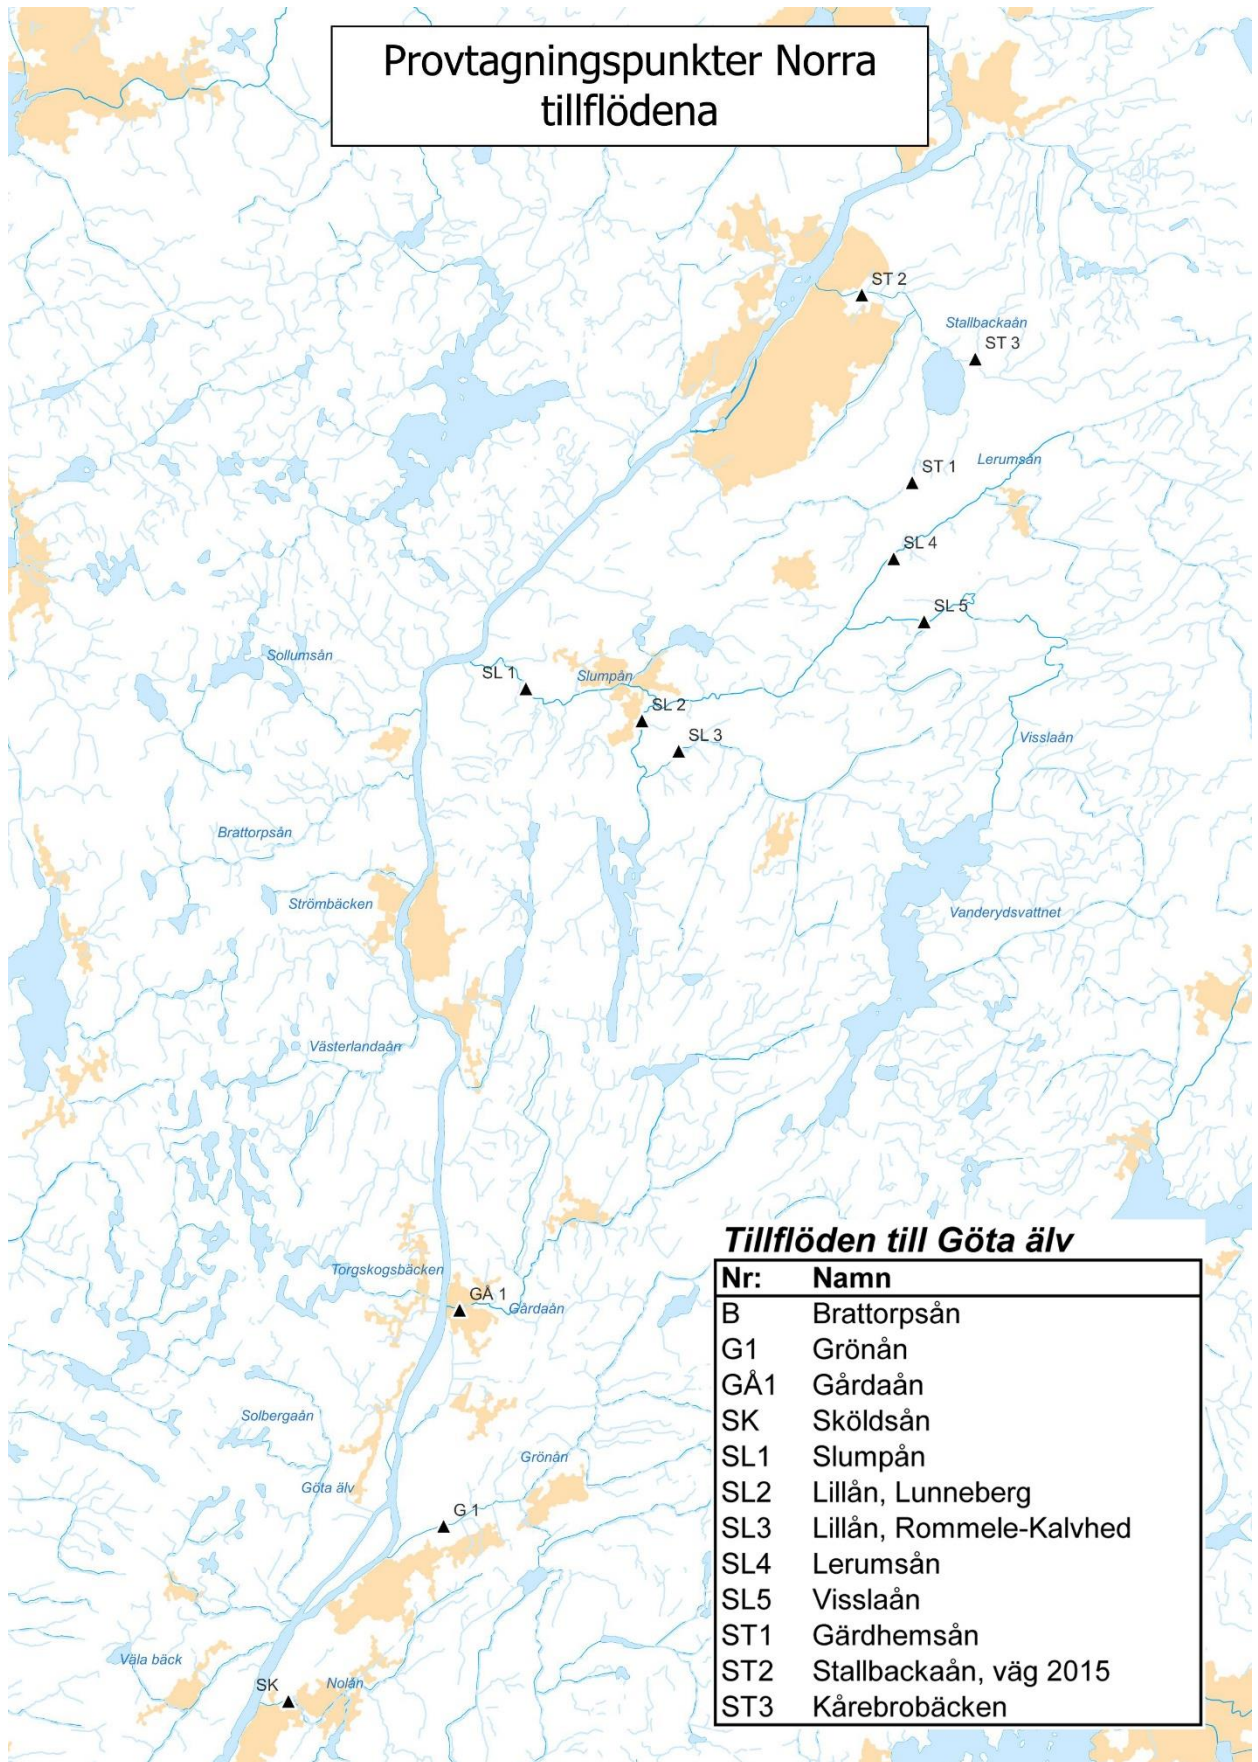 Provtagningspunkter Norra
tillflödena
ST 2
Stallbackaån
ST 3
Lerumsån
ST 1
SL 4
SL 5
Sollumsån
SL 1
Slumpån
SL 2
SL 3
Visslaån
Brattorpsån
Strömbäcken
Vanderydsvattnet
Västerlandaån
Torgskogsbäcken
GÅ 1
Gårdaån
Solbergaån
Grönån
Göta älv
G 1
Väla bäck
SK
Nolån
Tillflöden till Göta älv
Nr: Namn
B Brattorpsån
G1 Grönån
GÅ1 Gårdaån
SK Sköldsån
SL1 Slumpån
SL2 Lillån, Lunneberg
SL3 Lillån, Rommele-Kalvhed
SL4 Lerumsån
SL5 Visslaån
ST1 Gärdhemsån
ST2 Stallbackaån, väg 2015
ST3 Kårebrobäcken